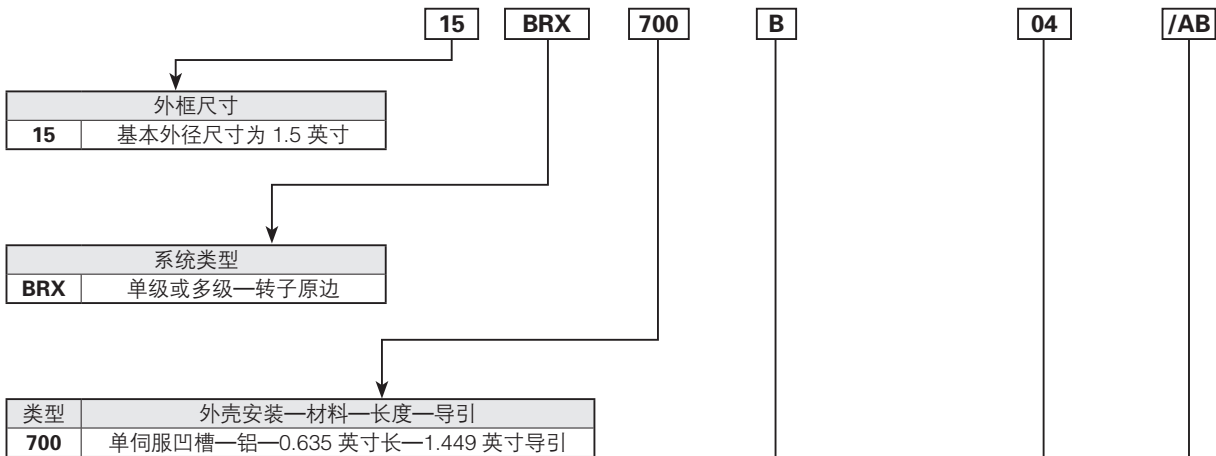 15 BRX 700 B 04 /AB
外框尺寸
15 基本外径尺寸为 1.5 英寸
系统类型
BRX 单级或多级—转子原边
类型 外壳安装—材料—长度—导引
700 单伺服凹槽—铝—0.635 英寸长—1.449 英寸导引